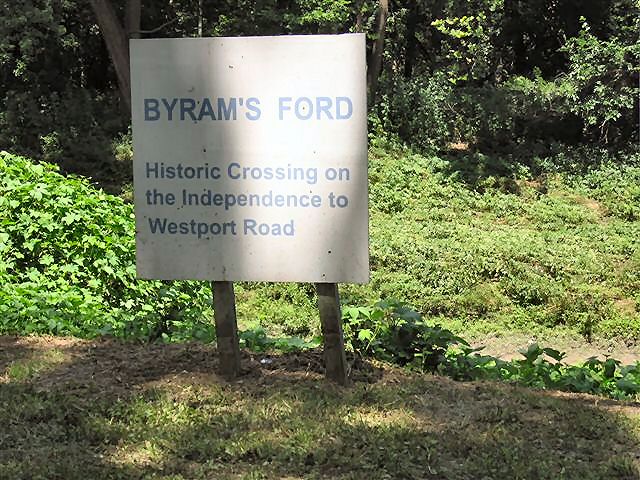 BYRAM'S FORD
Historic Crossing on
the Independence to
Westport Road